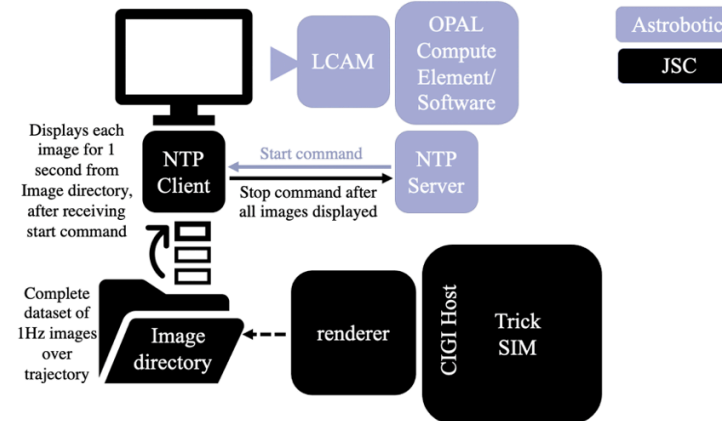 OPAL
Compute
Element/
Software
LCAM
Astrobotic
JSC
Displays each
image for 1
second from
Image directory,
after receiving
start command
NTP
Client
Start command
Stop command after
all images displayed
NTP
Server
Complete
dataset of
1Hz images
over
trajectory
Image
directory
renderer
CIGI Host
Trick
SIM